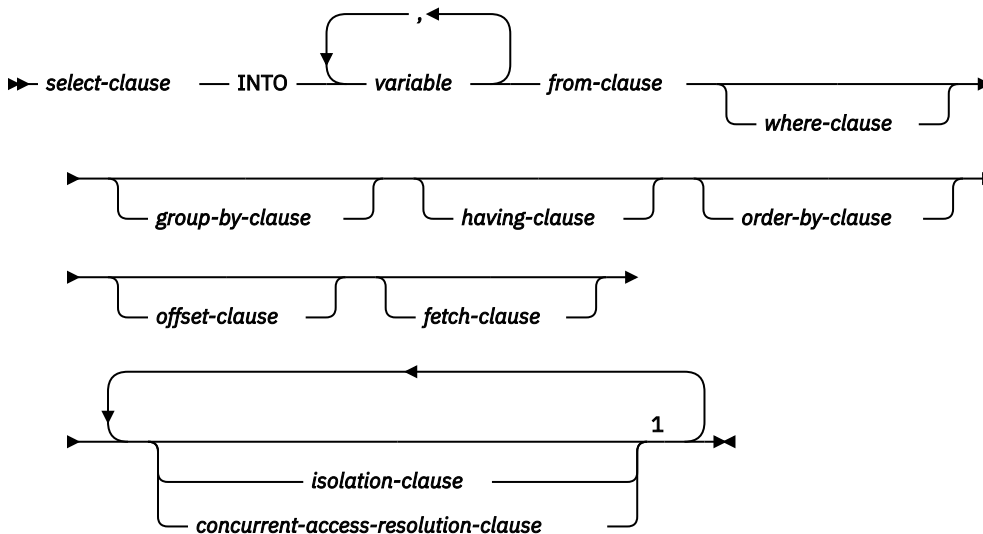 ,
select-clause INTO variable from-clause
where-clause
group-by-clause having-clause order-by-clause
offset-clause fetch-clause
1
isolation-clause
concurrent-access-resolution-clause